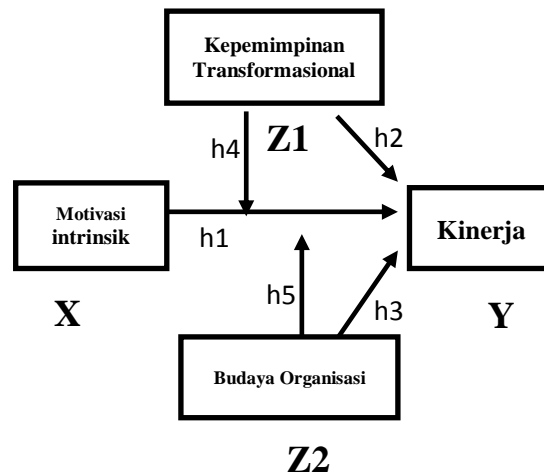 Kepemimpinan
Transformasional
Z1
h4
h2
Motivasi
intrinsik
h1
Kinerja
X
h5
h3
Y
Budaya Organisasi
Z2